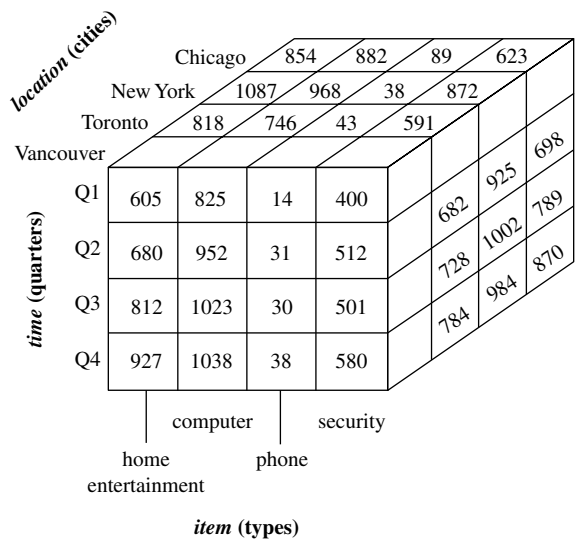 location (cities)
Chicago 854 882 89 623
New York 1087 968 38 872
Toronto 818 746 43 591
Vancouver
time (quarters)
Q1 605 825 14 400
Q2 680 952 31 512
Q3 812 1023 30 501
Q4 927 1038 38 580
682 925 698
728 1002 789
784 984 870
computer security
home phone
entertainment
item (types)